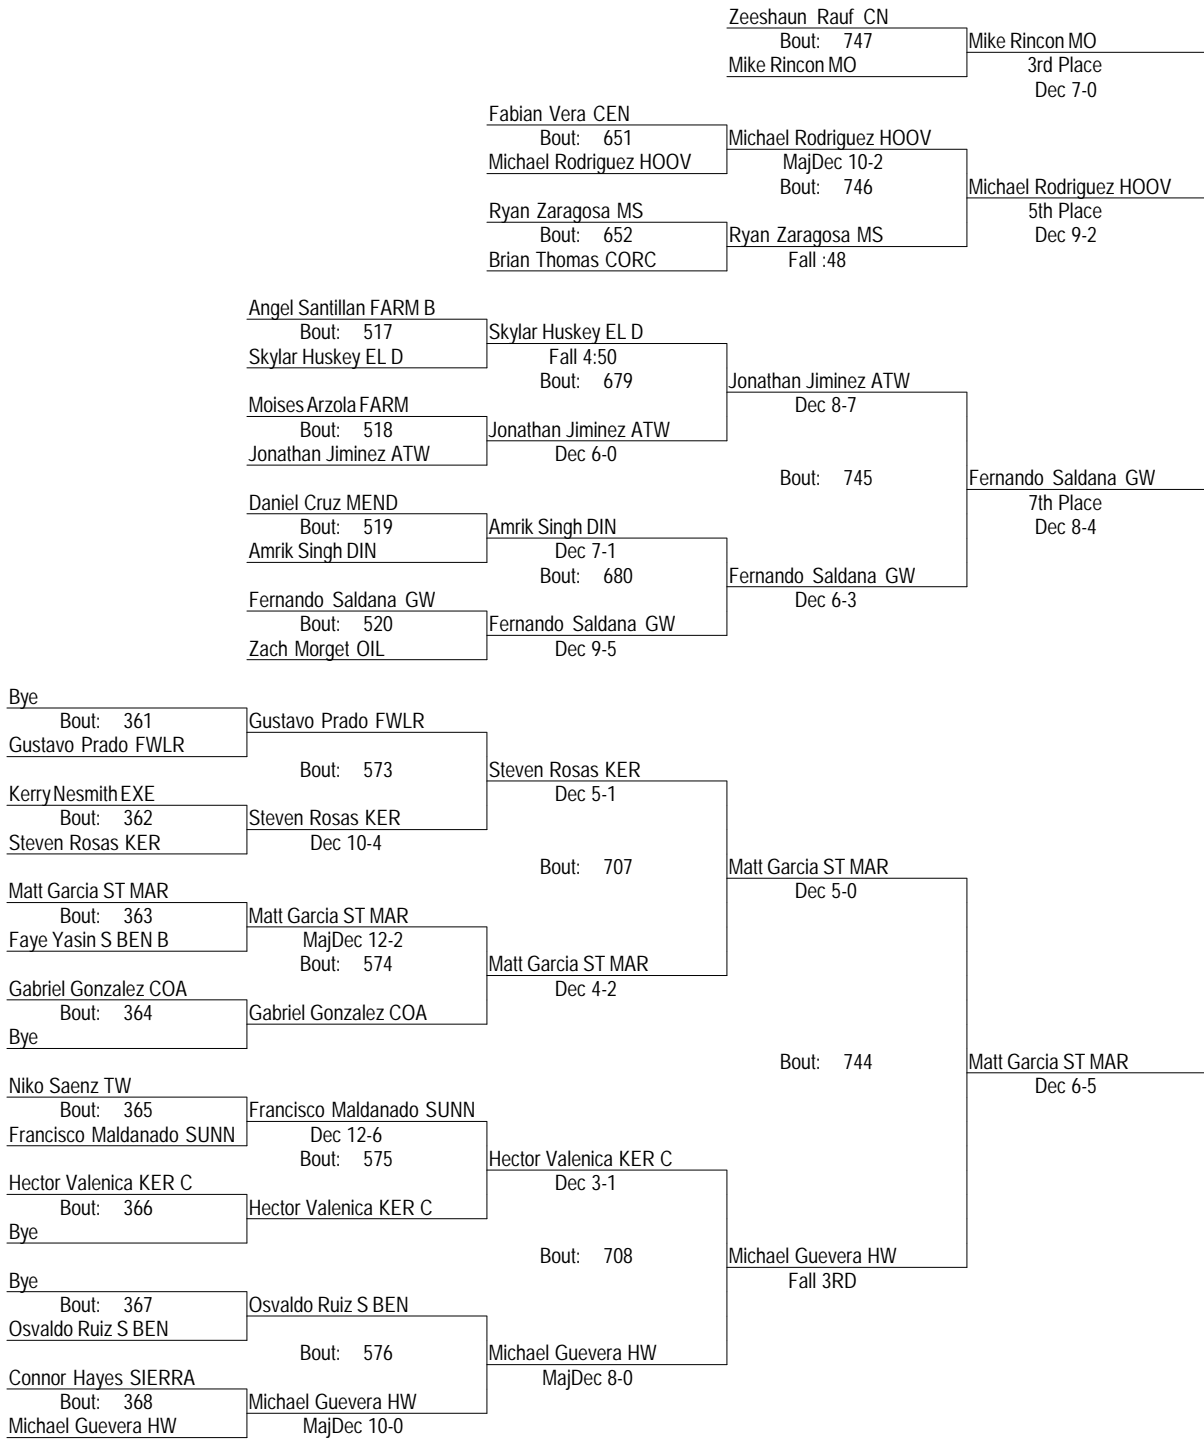 Zeeshaun Rauf CN
Bout: 747
Mike Rincon MO
Mike Rincon MO
3rd Place
Dec 7-0
Fabian Vera CEN
Bout: 651
Michael Rodriguez HOOV
Michael Rodriguez HOOV
MajDec 10-2
Bout: 746
Michael Rodriguez HOOV
5th Place
Dec 9-2
Ryan Zaragosa MS
Bout: 652
Brian Thomas CORC
Ryan Zaragosa MS
Fall :48
Angel Santillan FARM B
Bout: 517
Skylar Huskey EL D
Skylar Huskey EL D
Fall 4:50
Bout: 679
Jonathan Jiminez ATW
Dec 8-7
Moises Arzola FARM
Bout: 518
Jonathan Jiminez ATW
Jonathan Jiminez ATW
Dec 6-0
Bout: 745
Fernando Saldana GW
7th Place
Dec 8-4
Daniel Cruz MEND
Bout: 519
Amrik Singh DIN
Amrik Singh DIN
Dec 7-1
Bout: 680
Fernando Saldana GW
Dec 6-3
Fernando Saldana GW
Bout: 520
Zach Morget OIL
Fernando Saldana GW
Dec 9-5
Bye
Bout: 361
Gustavo Prado FWLR
Gustavo Prado FWLR
Bout: 573
Steven Rosas KER
Dec 5-1
Kerry Nesmith EXE
Bout: 362
Steven Rosas KER
Steven Rosas KER
Dec 10-4
Bout: 707
Matt Garcia ST MAR
Dec 5-0
Matt Garcia ST MAR
Bout: 363
Faye Yasin S BEN B
Matt Garcia ST MAR
MajDec 12-2
Bout: 574
Matt Garcia ST MAR
Dec 4-2
Gabriel Gonzalez COA
Bout: 364
Bye
Gabriel Gonzalez COA
Bout: 744
Matt Garcia ST MAR
Dec 6-5
Niko Saenz TW
Bout: 365
Francisco Maldanado SUNN
Francisco Maldanado SUNN
Dec 12-6
Bout: 575
Hector Valenica KER C
Dec 3-1
Hector Valenica KER C
Bout: 366
Bye
Hector Valenica KER C
Bout: 708
Michael Guevera HW
Fall 3RD
Bye
Bout: 367
Osvaldo Ruiz S BEN
Osvaldo Ruiz S BEN
Bout: 576
Michael Guevera HW
MajDec 8-0
Connor Hayes SIERRA
Bout: 368
Michael Guevera HW
Michael Guevera HW
MajDec 10-0